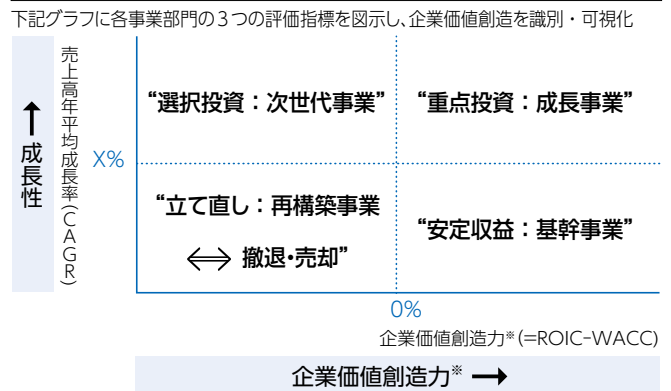 下記グラフに各事業部門の3つの評価指標を図示し、企業価値創造を識別・可視化
↑成長性
売上高年平均成長率(CAGR)
X%
“選択投資：次世代事業”
“重点投資：成長事業”
“立て直し：再構築事業
⟺ 撤退・売却”
“安定収益：基幹事業”
0%
企業価値創造力※(=ROIC-WACC)
企業価値創造力※ →